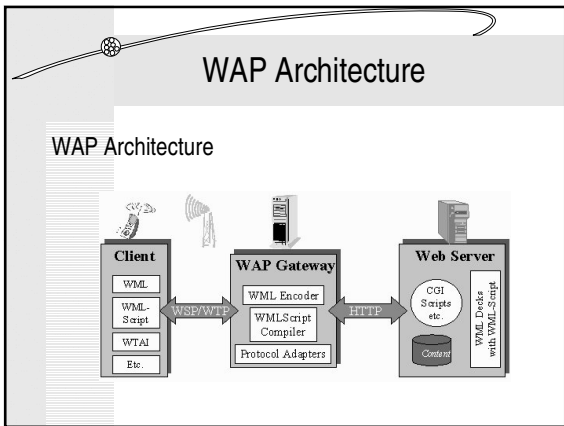 WAP Architecture
WAP Architecture
Client
WML
WML-
Script
WTAI
Etc.
WSP/WTP
WAP Gateway
WML Encoder
WMLScript
Compiler
Protocol Adapters
HTTP
Web Server
CGI
Scripts
etc.
Content
WML Decks
with WML-Script